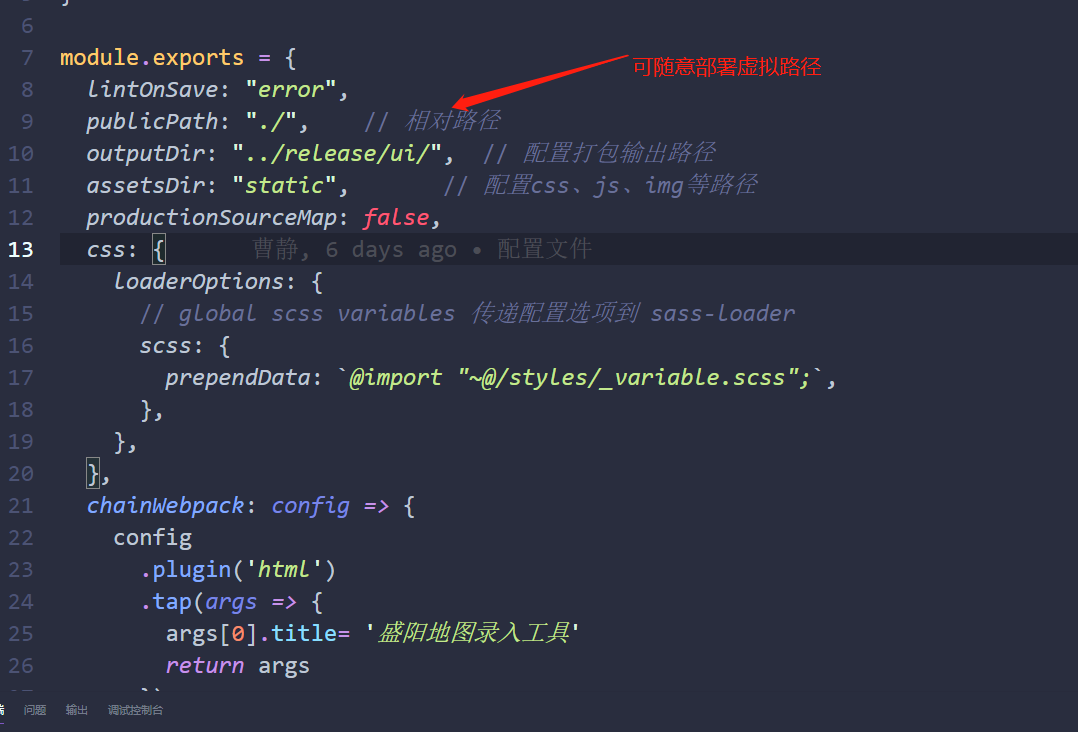 6
7 module.exports = {
可随意部署虚拟路径
8 lintOnSave: "error",
9 publicPath: "./", // 相对路径
10 outputDir: "../release/ui/", // 配置打包输出路径
11 assetsDir: "static", // 配置css、js、img等路径
12 productionSourceMap: false,
13 css: { 曹静, 6 days ago • 配置文件
14 loaderOptions: {
15 // global scss variables 传递配置选项到 sass-loader
16 scss: {
17 prependData: `@import "~@/styles/_variable.scss";`,
18 },
19 },
20 },
21 chainWebpack: config => {
22 config
23 .plugin('html')
24 .tap(args => {
25 args[0].title= '盛阳地图录入工具'
26 return args
问题 输出 调试控制台